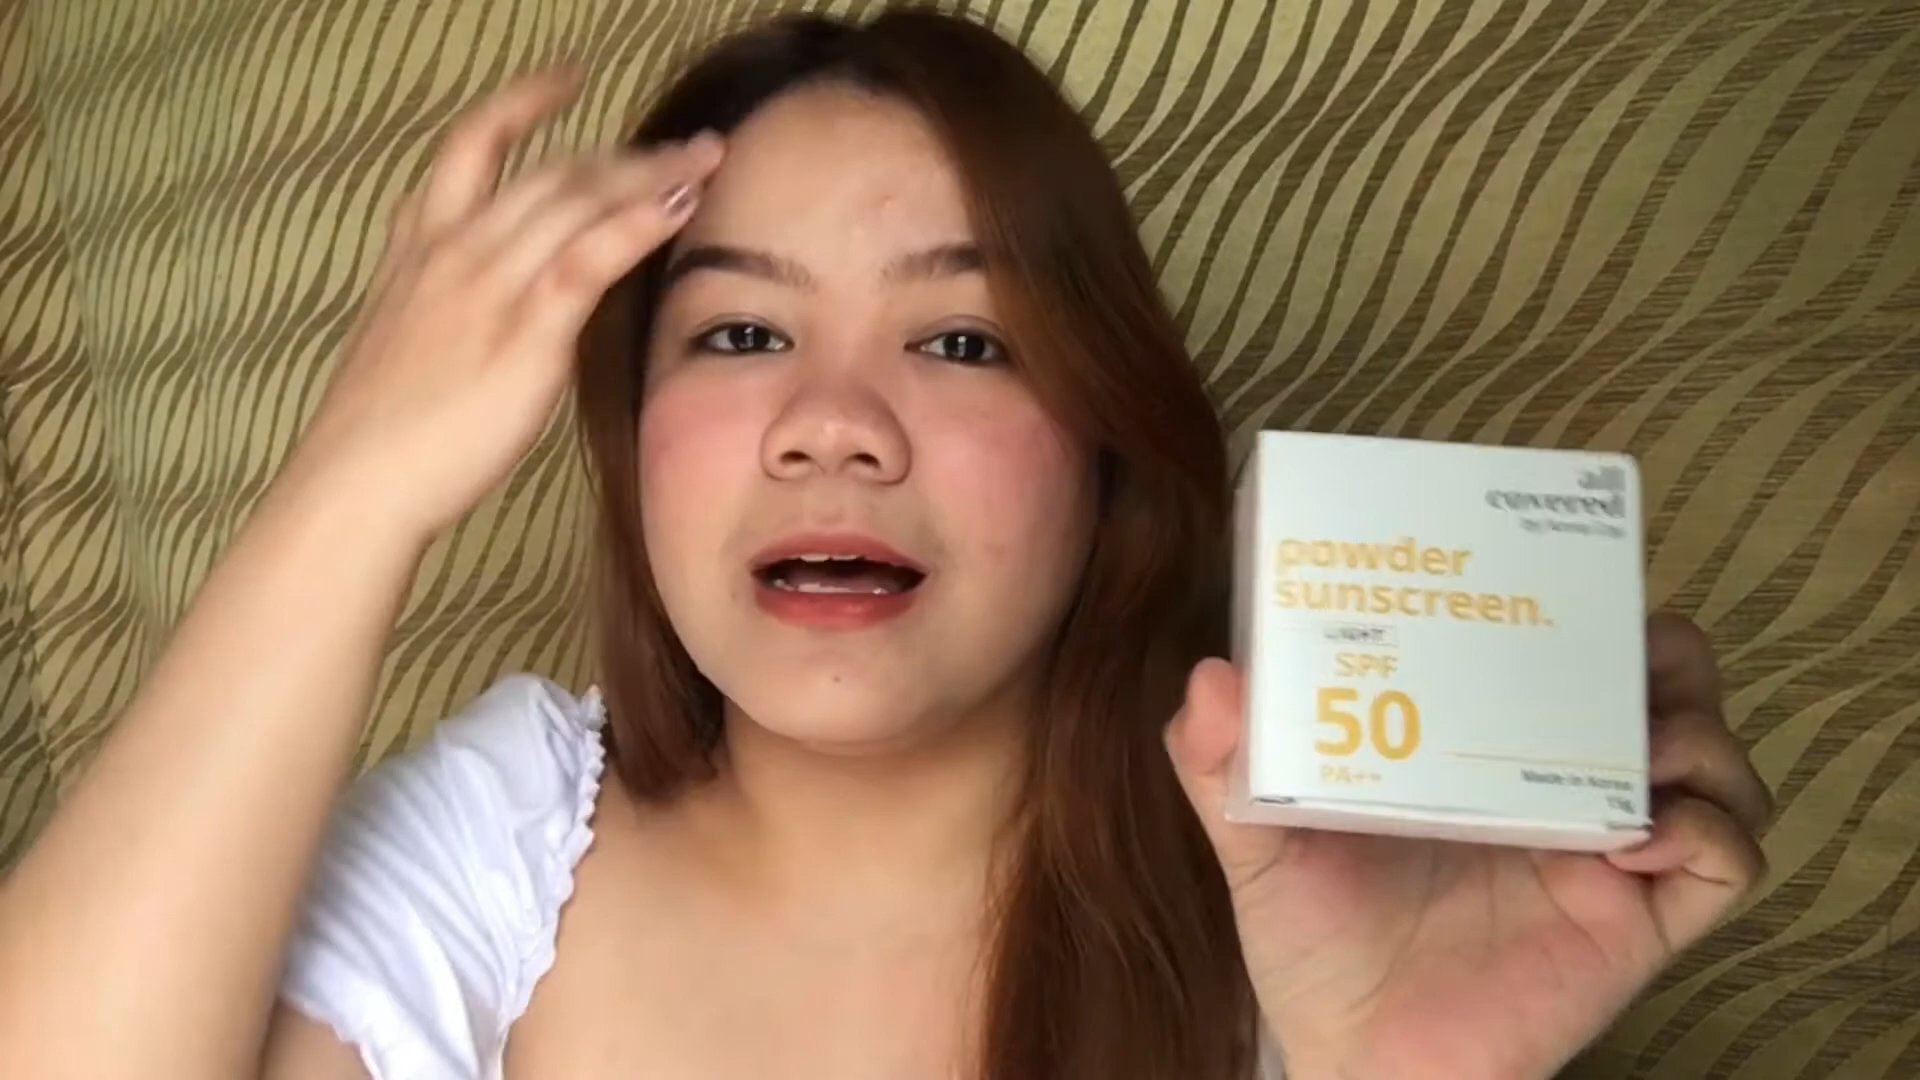 all
covered
powder
sunscreen.
LIGHT
SPF
50
PA++
Made in Korea